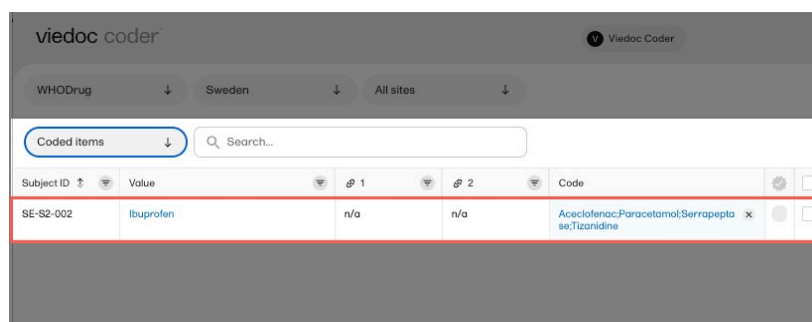 viedoc coder
V Viedoc Coder
WHODrug
Sweden
All sites
Coded items
Search...
Subject ID
Value
1
2
Code
SE-S2-002
Ibuprofen
n/a
n/a
Aceclofenac;Paracetamol;Serrapepta
se;Tizanidine